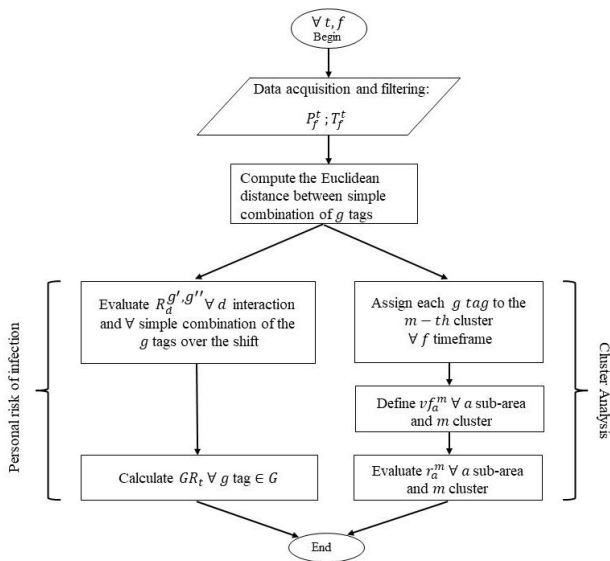 ∀ t, f
Begin
Data acquisition and filtering:
P_f^t ; T_f^t
Compute the Euclidean
distance between simple
combination of g tags
Personal risk of infection
Evaluate R_d^{g',g''} ∀ d interaction
and ∀ simple combination of the
g tags over the shift
Calculate GR_t ∀ g tag ∈ G
Assign each g tag to the
m − th cluster
∀ f timeframe
Define vf_a^m ∀ a sub-area
and m cluster
Evaluate r_a^m ∀ a sub-area
and m cluster
Cluster Analysis
End